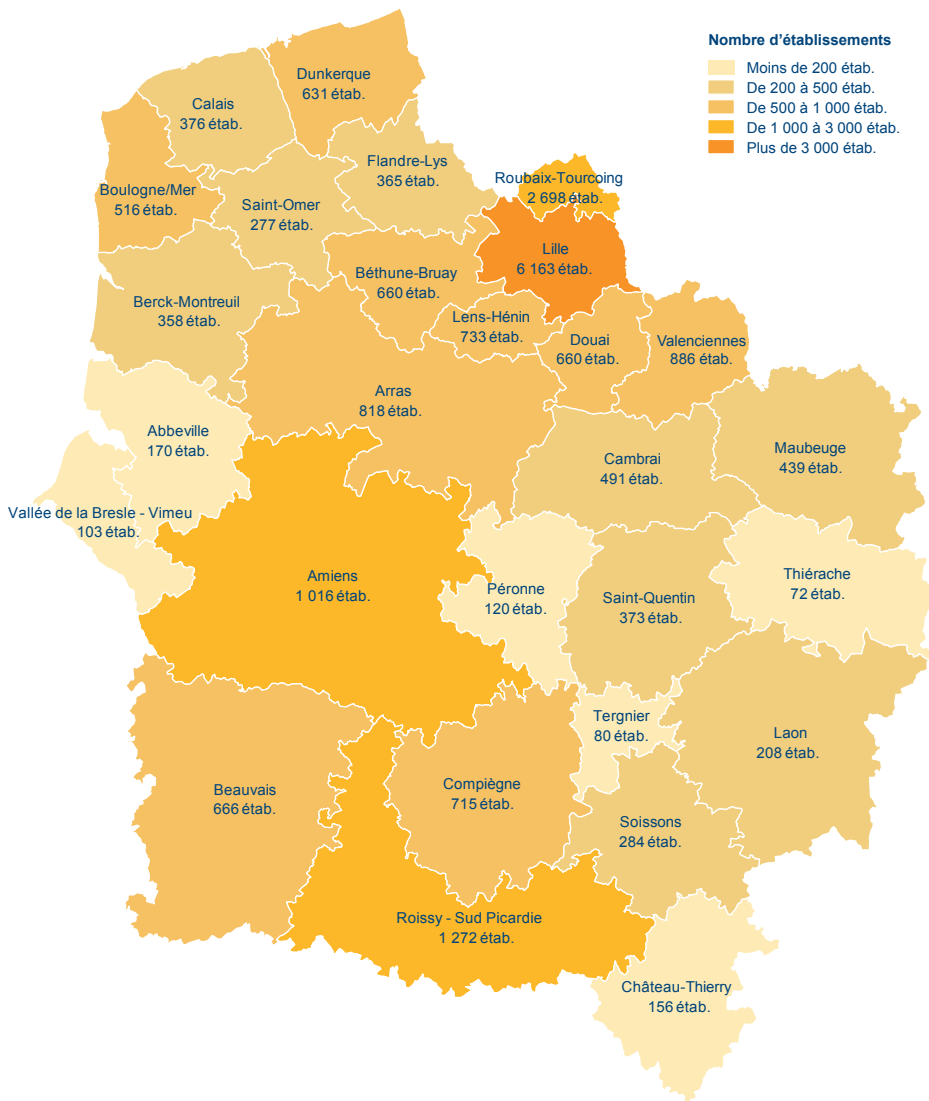 Nombre d'établissements
Moins de 200 étab.
De 200 à 500 étab.
De 500 à 1 000 étab.
De 1 000 à 3 000 étab.
Plus de 3 000 étab.
Dunkerque
631 étab.
Calais
376 étab.
Flandre-Lys
365 étab.
Roubaix-Tourcoing
2 698 étab.
Boulogne/Mer
516 étab.
Saint-Omer
277 étab.
Lille
6 163 étab.
Béthune-Bruay
660 étab.
Berck-Montreuil
358 étab.
Lens-Hénin
733 étab.
Douai
660 étab.
Valenciennes
886 étab.
Arras
818 étab.
Abbeville
170 étab.
Cambrai
491 étab.
Maubeuge
439 étab.
Vallée de la Bresle - Vimeu
103 étab.
Amiens
1 016 étab.
Péronne
120 étab.
Saint-Quentin
373 étab.
Thiérache
72 étab.
Tergnier
80 étab.
Laon
208 étab.
Beauvais
666 étab.
Compiègne
715 étab.
Soissons
284 étab.
Roissy - Sud Picardie
1 272 étab.
Château-Thierry
156 étab.